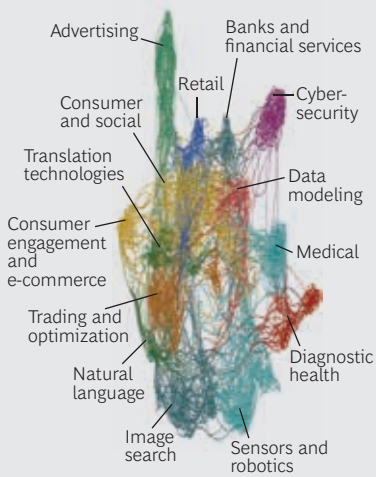 Advertising
Banks and
financial services
Retail
Cyber-
security
Consumer
and social
Translation
technologies
Data
modeling
Consumer
engagement
and
e-commerce
Medical
Trading and
optimization
Diagnostic
health
Natural
language
Image
search
Sensors and
robotics